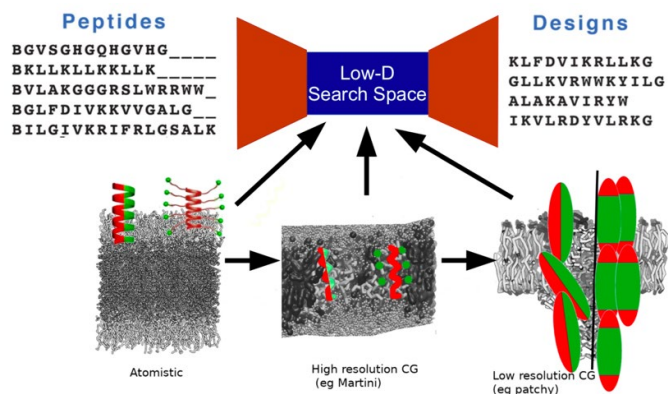 Peptides
BGVSGHGQHGVHG____
BKLLKLLKKLLK_____
BVLAKGGGRSLWRRWW_
BGLFDIVKKVVGALG__
BILGIVKRIFRLGSALK
Low-D
Search Space
Designs
KLFDVIKRLLKG
GLLKVRWWKYILG
ALAKAVIRYW
IKVLRDYVLRKG
Atomistic
High resolution CG
(eg Martini)
Low resolution CG
(eg patchy)